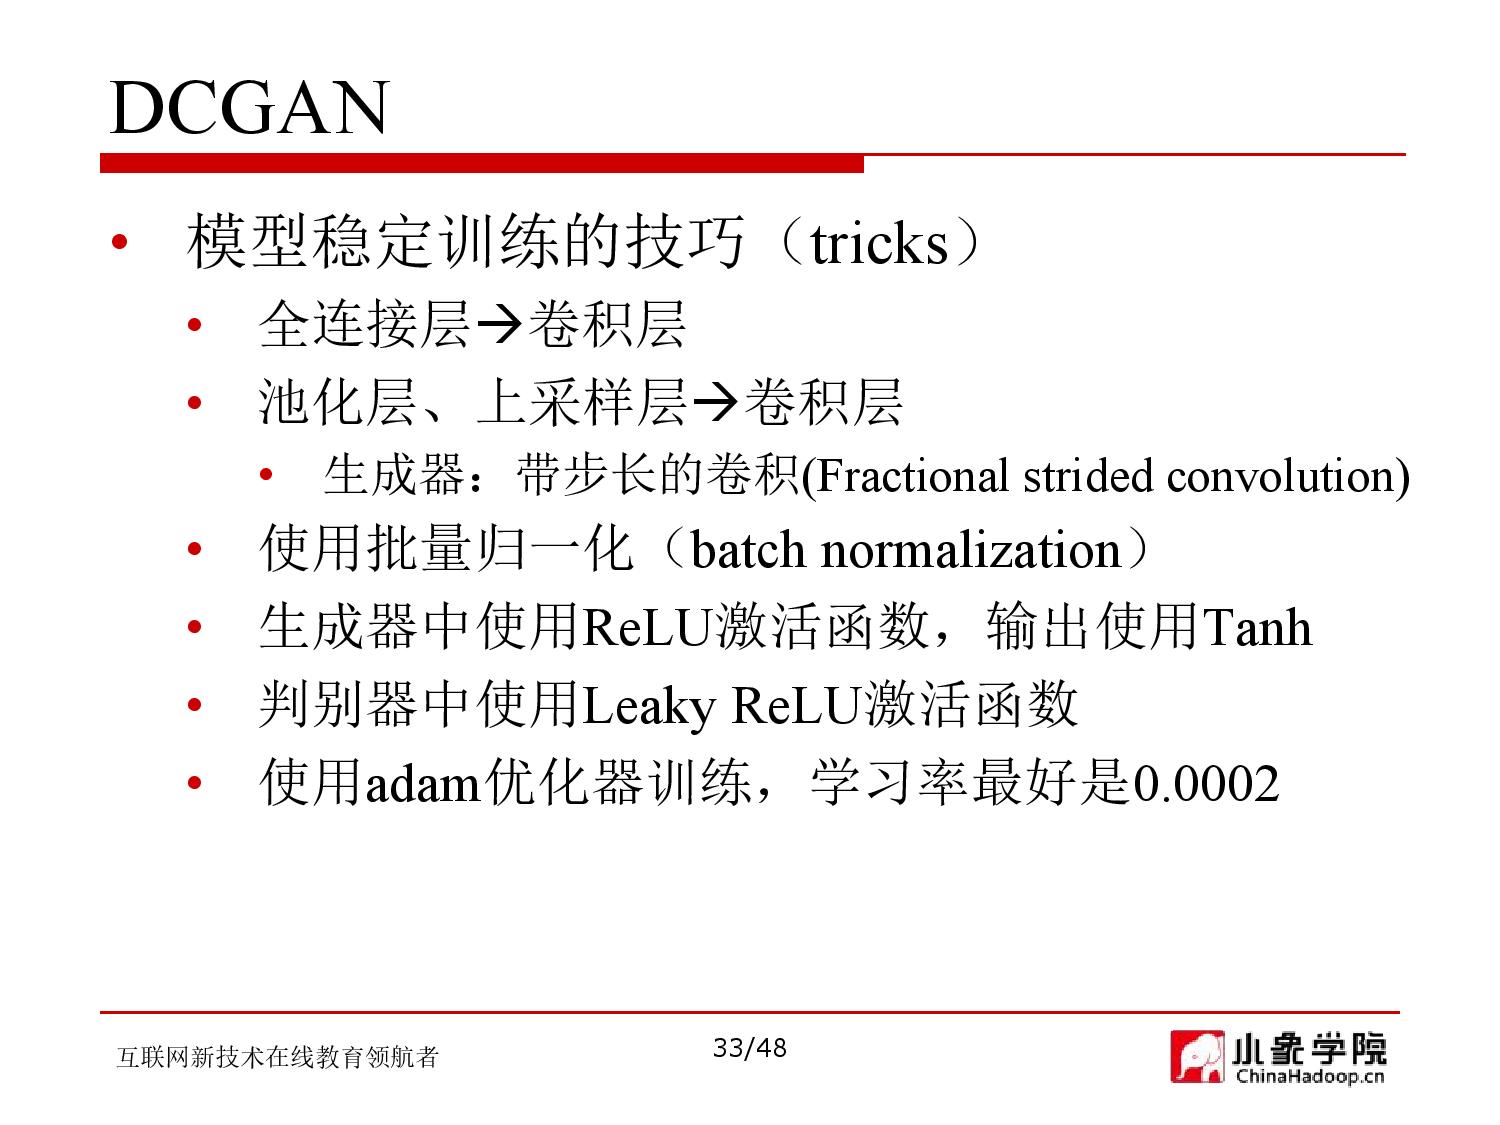 DCGAN
• 模型稳定训练的技巧（tricks）
• 全连接层→卷积层
• 池化层、上采样层→卷积层
• 生成器：带步长的卷积(Fractional strided convolution)
• 使用批量归一化（batch normalization）
• 生成器中使用ReLU激活函数，输出使用Tanh
• 判别器中使用Leaky ReLU激活函数
• 使用adam优化器训练，学习率最好是0.0002
互联网新技术在线教育领航者
33/48
小象学院
ChinaHadoop.cn